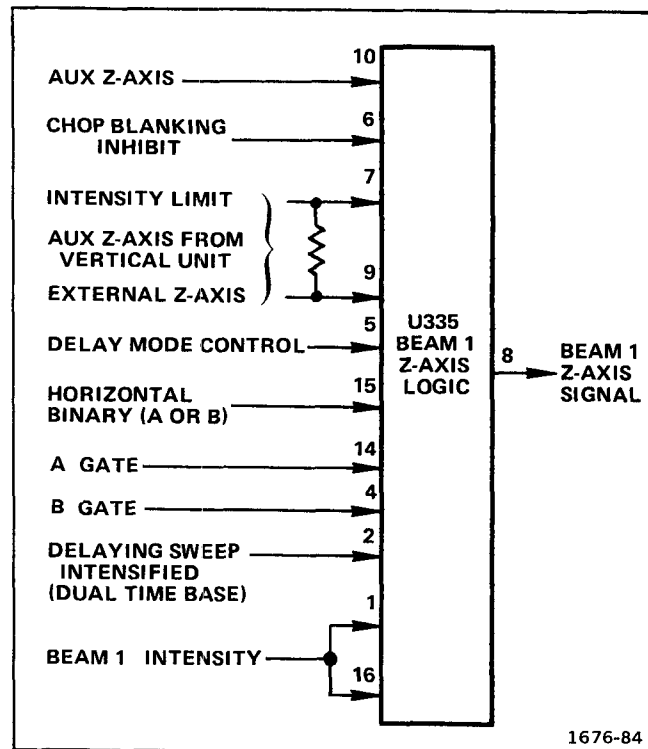 10
AUX Z-AXIS
6
CHOP BLANKING
INHIBIT
7
INTENSITY LIMIT
AUX Z-AXIS FROM
VERTICAL UNIT
9
EXTERNAL Z-AXIS
5
DELAY MODE CONTROL
15
HORIZONTAL
BINARY (A OR B)
14
A GATE
4
B GATE
2
DELAYING SWEEP
INTENSIFIED
(DUAL TIME BASE)
1
BEAM 1 INTENSITY
16
U335
BEAM 1
Z-AXIS
LOGIC
8
BEAM 1
Z-AXIS
SIGNAL
1676-84